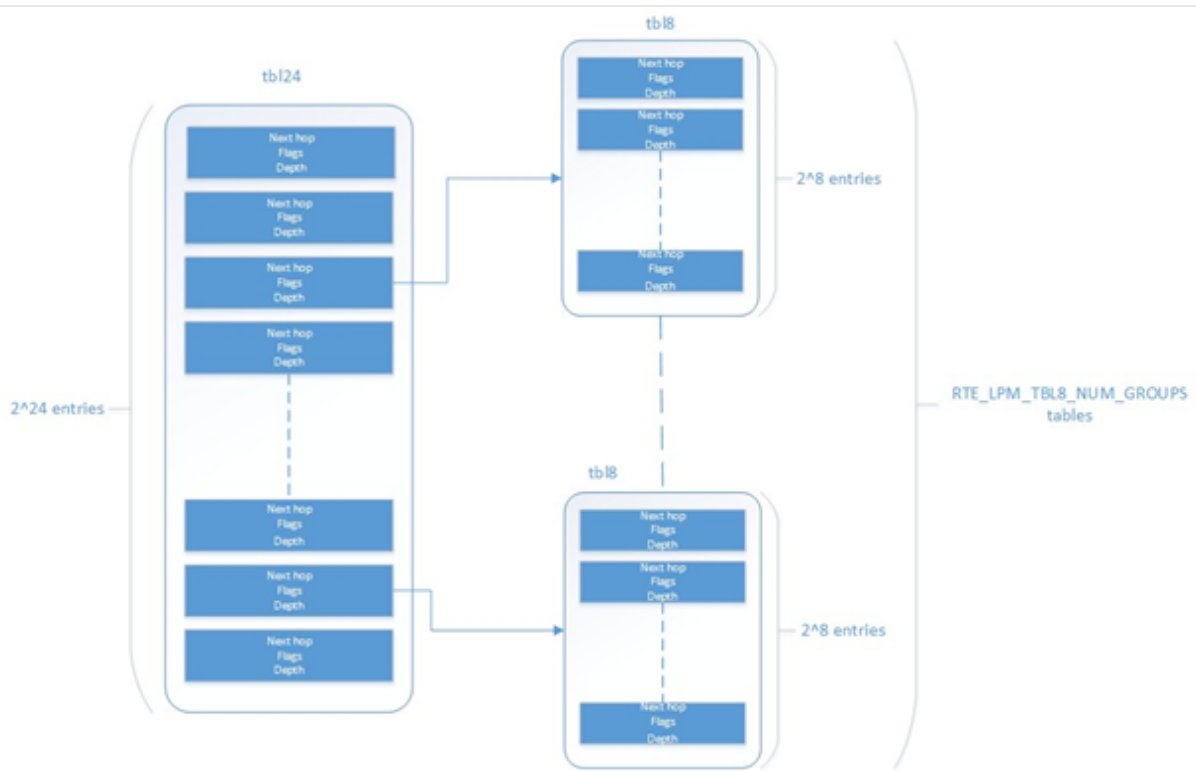 tbl24
Next hop
Flags
Depth
Next hop
Flags
Depth
Next hop
Flags
Depth
Next hop
Flags
Depth
2^24 entries
Next hop
Flags
Depth
Next hop
Flags
Depth
Next hop
Flags
Depth
tbl8
Next hop
Flags
Depth
Next hop
Flags
Depth
Next hop
Flags
Depth
2^8 entries
tbl8
Next hop
Flags
Depth
Next hop
Flags
Depth
Next hop
Flags
Depth
2^8 entries
RTE_LPM_TBL8_NUM_GROUPS
tables